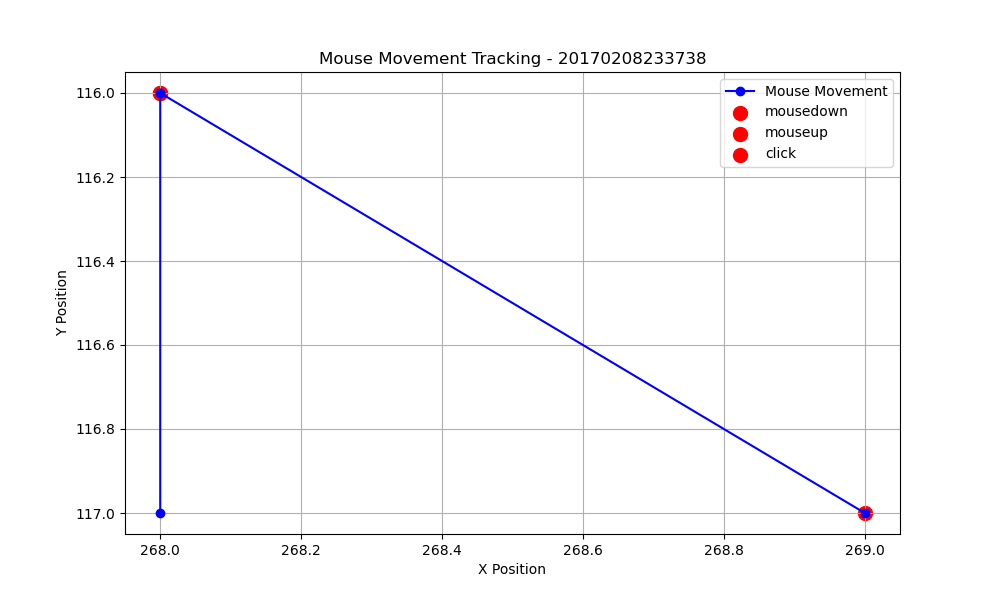 Mouse Movement Tracking - 20170208233738
Mouse Movement
mousedown
mouseup
click
116.0
116.2
116.4
116.6
116.8
117.0
Y Position
268.0 268.2 268.4 268.6 268.8 269.0
X Position